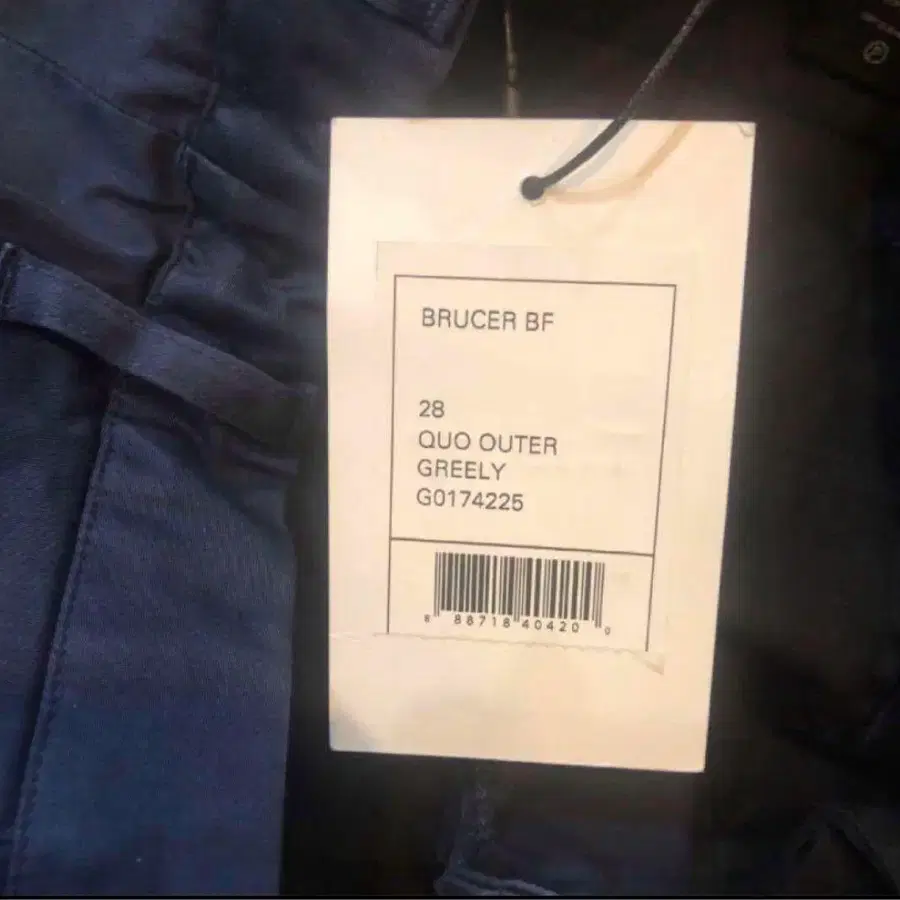 BRUCER BF
28
QUO OUTER
GREELY
G0174225
8 88718 40420 0